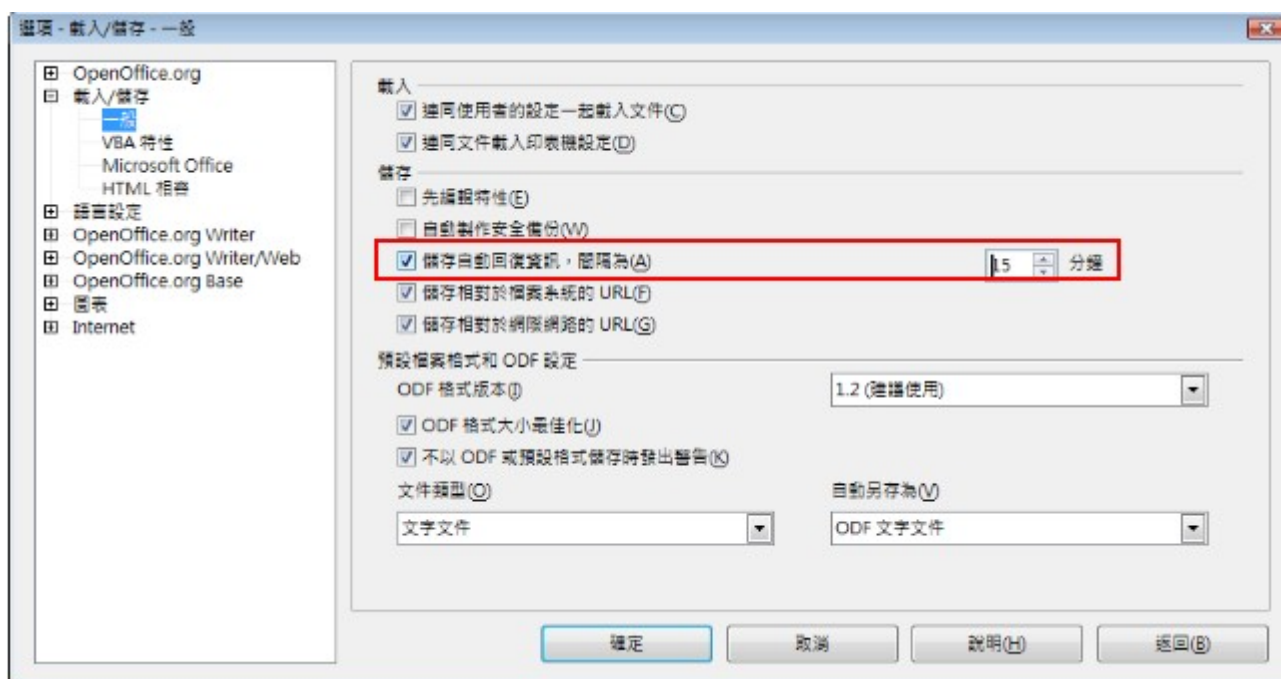 選項 - 載入/儲存 - 一般
OpenOffice.org
載入/儲存
一般
VBA 特性
Microsoft Office
HTML 相容
語言設定
OpenOffice.org Writer
OpenOffice.org Writer/Web
OpenOffice.org Base
圖表
Internet
載入
連同使用者的設定一起載入文件(C)
連同文件載入印表機設定(D)
儲存
先編輯特性(E)
自動製作安全備份(W)
儲存自動回復資訊，間隔為(A) 15 分鐘
儲存相對於檔案系統的 URL(F)
儲存相對於網際網路的 URL(G)
預設檔案格式和 ODF 設定
ODF 格式版本(I) 1.2 (建議使用)
ODF 格式大小最佳化(J)
不以 ODF 或預設格式儲存時發出警告(K)
文件類型(O) 自動另存為(V)
文字文件 ODF 文字文件
確定 取消 說明(H) 返回(B)